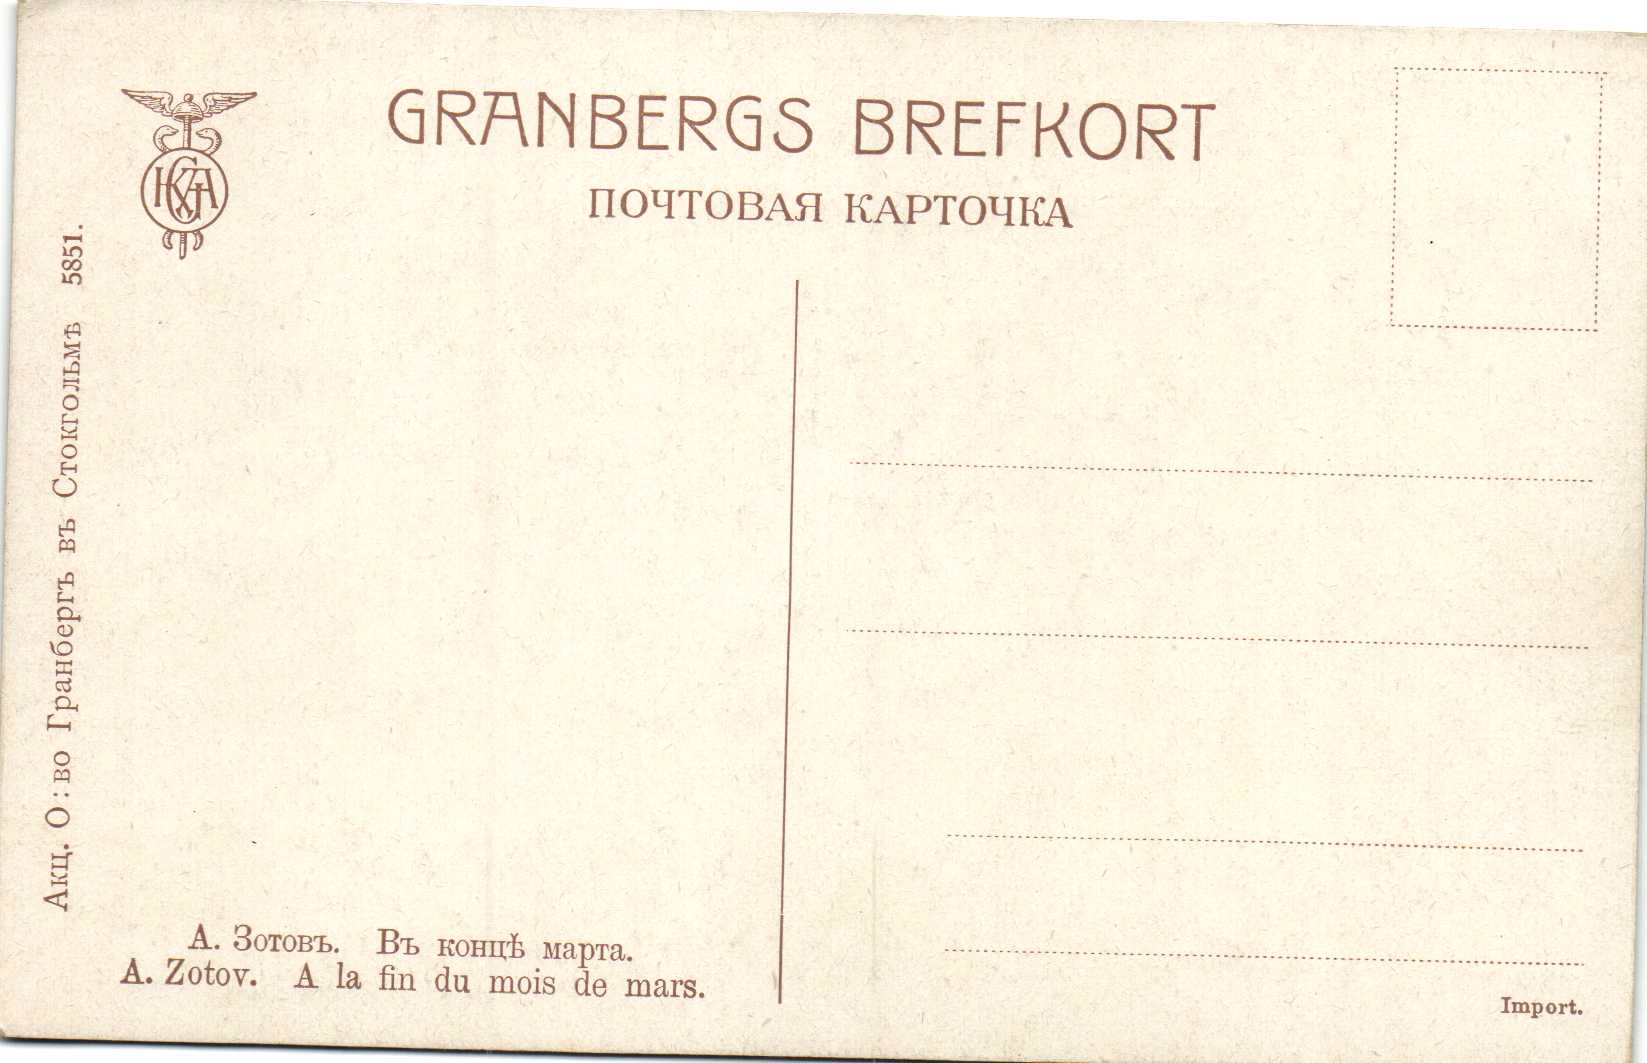 GRANBERGS BREFKORT
ПОЧТОВАЯ КАРТОЧКА
Акц. О:во Гранбергъ въ Стокгольмѣ 5851.
А. Зотовъ. Въ концѣ марта.
A. Zotov. A la fin du mois de mars.
Import.